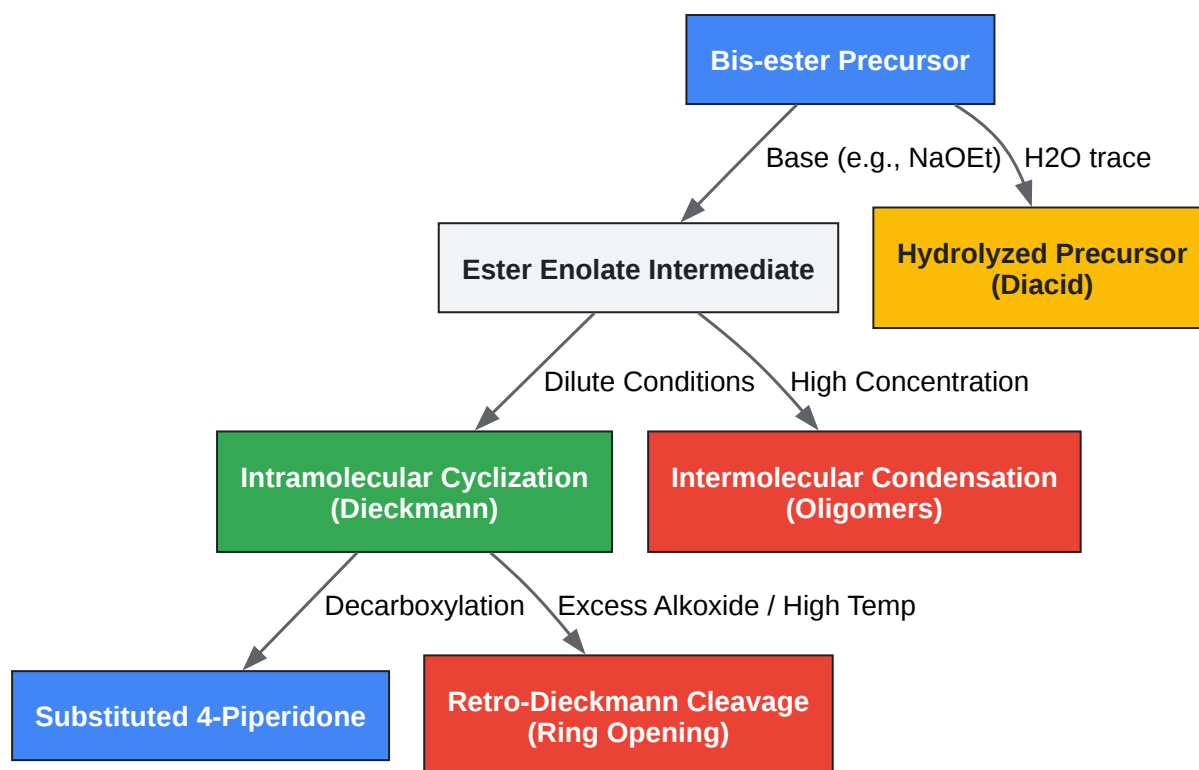 Bis-ester Precursor
Base (e.g., NaOEt)
H2O trace
Ester Enolate Intermediate
Hydrolyzed Precursor
(Diacid)
Dilute Conditions
High Concentration
Intramolecular Cyclization
(Dieckmann)
Intermolecular Condensation
(Oligomers)
Decarboxylation
Excess Alkoxide / High Temp
Substituted 4-Piperidone
Retro-Dieckmann Cleavage
(Ring Opening)